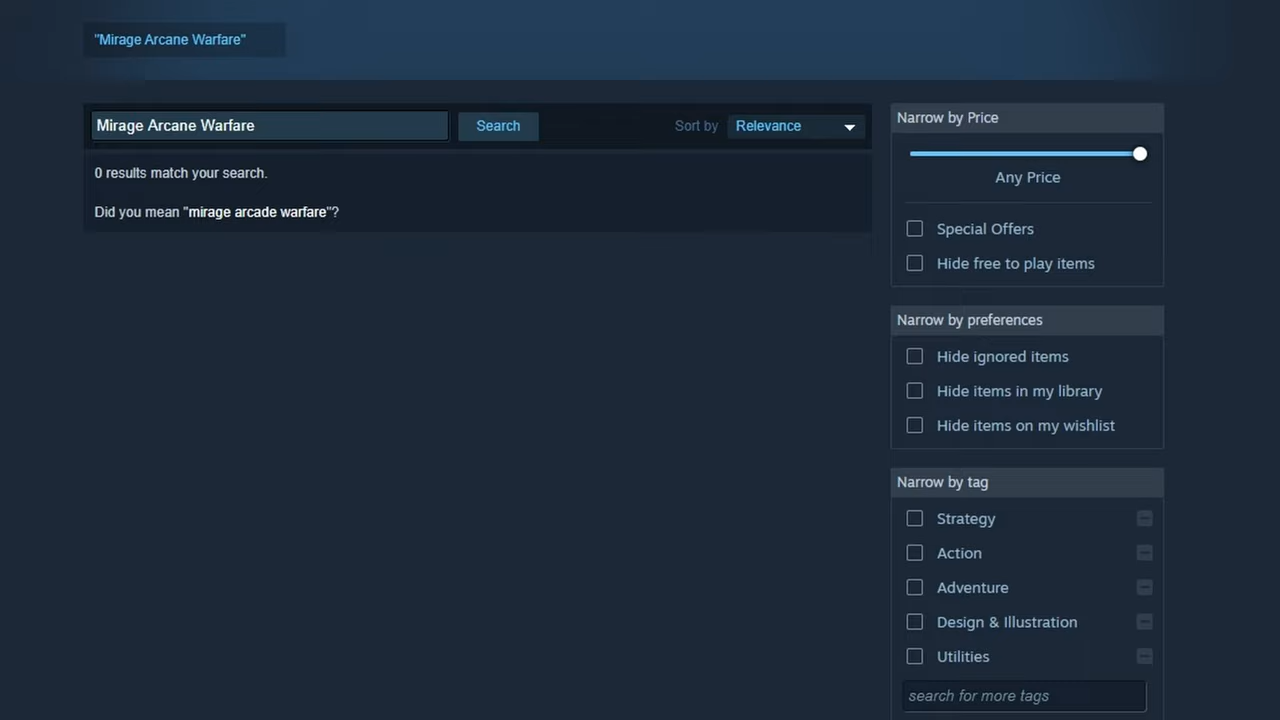 "Mirage Arcane Warfare"
Mirage Arcane Warfare
Search
Sort by
Relevance
0 results match your search.
Did you mean "mirage arcade warfare"?
Narrow by Price
Any Price
Special Offers
Hide free to play items
Narrow by preferences
Hide ignored items
Hide items in my library
Hide items on my wishlist
Narrow by tag
Strategy
Action
Adventure
Design & Illustration
Utilities
search for more tags